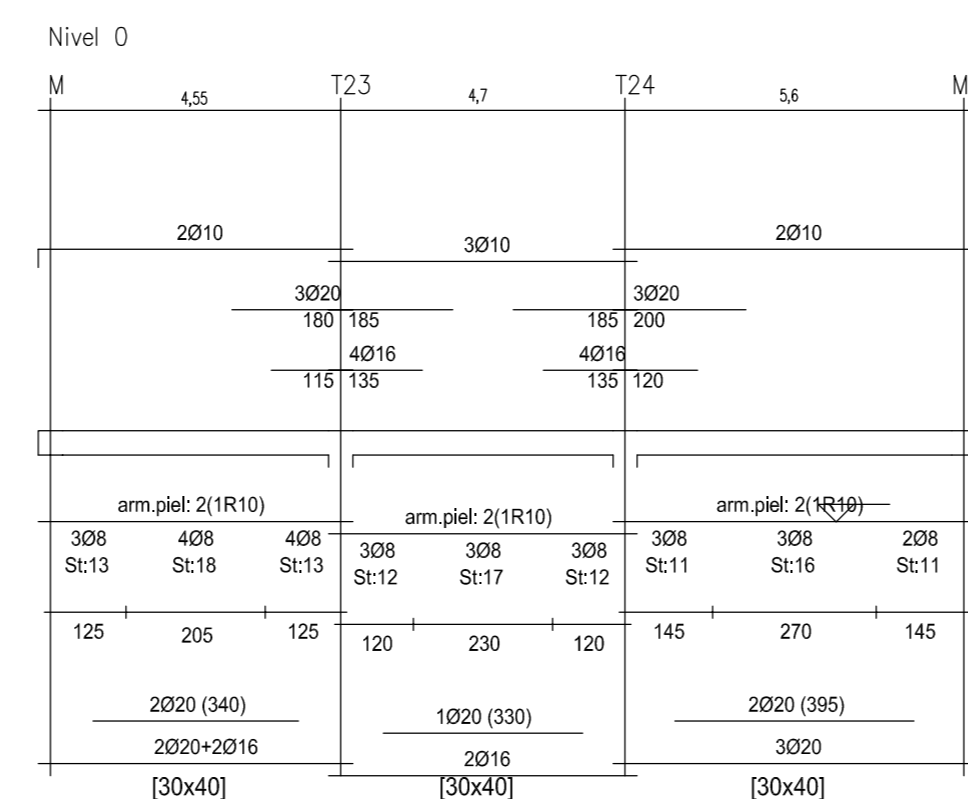 Nivel 0
M T23 T24 M
4,55 4,7 5,6
2Ø10 3Ø10 2Ø10
3Ø20 3Ø20
180 185 185 200
4Ø16 4Ø16
115 135 135 120
arm.piel: 2(1R10) arm.piel: 2(1R10) arm.piel: 2(1R10)
3Ø8 4Ø8 4Ø8 3Ø8 3Ø8 3Ø8 3Ø8 3Ø8 2Ø8
St:13 St:18 St:13 St:12 St:17 St:12 St:11 St:16 St:11
125 205 125 120 230 120 145 270 145
2Ø20 (340) 1Ø20 (330) 2Ø20 (395)
2Ø20+2Ø16 2Ø16 3Ø20
[30x40] [30x40] [30x40]